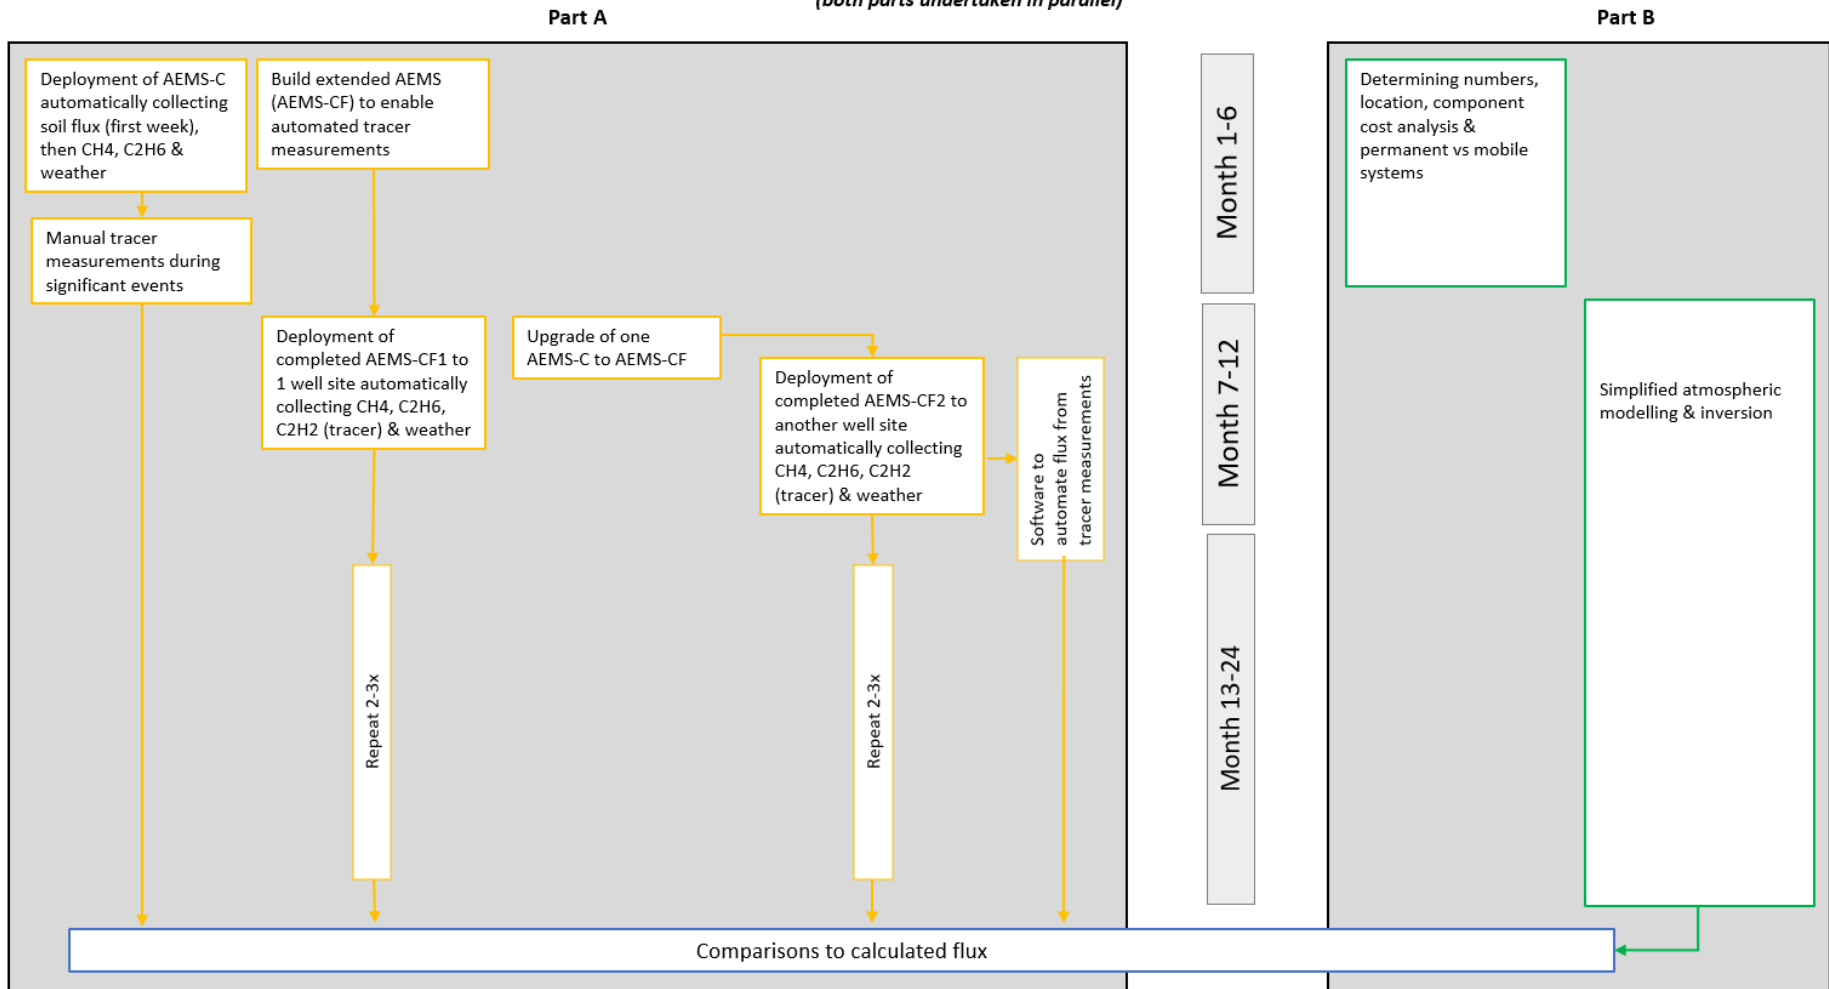 (both parts undertaken in parallel)
Part A
Part B
Deployment of AEMS-C
automatically collecting
soil flux (first week),
then CH4, C2H6 &
weather
Build extended AEMS
(AEMS-CF) to enable
automated tracer
measurements
Manual tracer
measurements during
significant events
Deployment of
completed AEMS-CF1 to
1 well site automatically
collecting CH4, C2H6,
C2H2 (tracer) & weather
Upgrade of one
AEMS-C to AEMS-CF
Deployment of
completed AEMS-CF2 to
another well site
automatically collecting
CH4, C2H6, C2H2
(tracer) & weather
Software to
automate flux from
tracer measurements
Repeat 2-3x
Repeat 2-3x
Month 1-6
Month 7-12
Month 13-24
Determining numbers,
location, component
cost analysis &
permanent vs mobile
systems
Simplified atmospheric
modelling & inversion
Comparisons to calculated flux